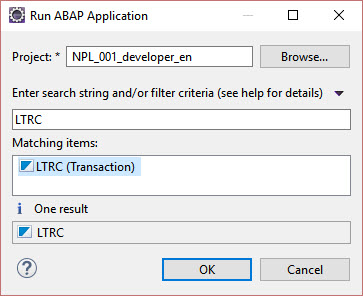 Run ABAP Application
Project: * NPL_001_developer_en Browse...
Enter search string and/or filter criteria (see help for details)
LTRC
Matching items:
LTRC (Transaction)
i One result
LTRC
? OK Cancel